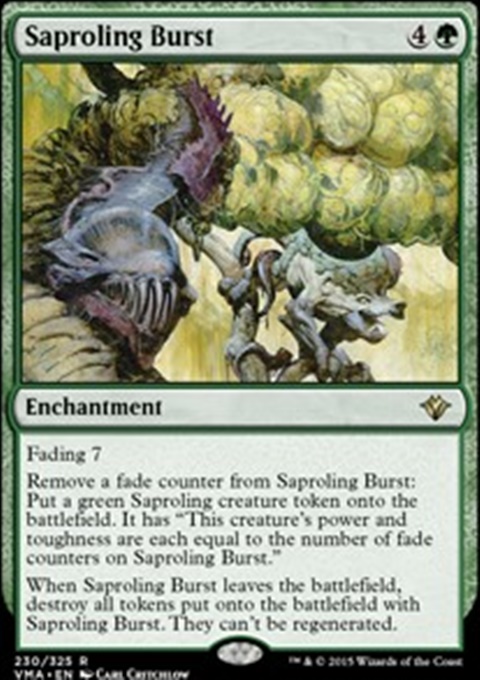 Saproling Burst 4
Enchantment
Fading 7
Remove a fade counter from Saproling Burst:
Put a green Saproling creature token onto the
battlefield. It has “This creature's power and
toughness are each equal to the number of fade
counters on Saproling Burst.”
When Saproling Burst leaves the battlefield,
destroy all tokens put onto the battlefield with
Saproling Burst. They can't be regenerated.
230/325 R
VMA • EN Carl Critchlow
™ & © 2015 Wizards of the Coast